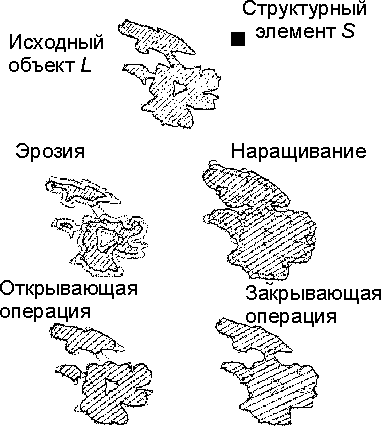 Исходный
объект L
Структурный
элемент S
Эрозия
Наращивание
Открывающая
операция
Закрывающая
операция